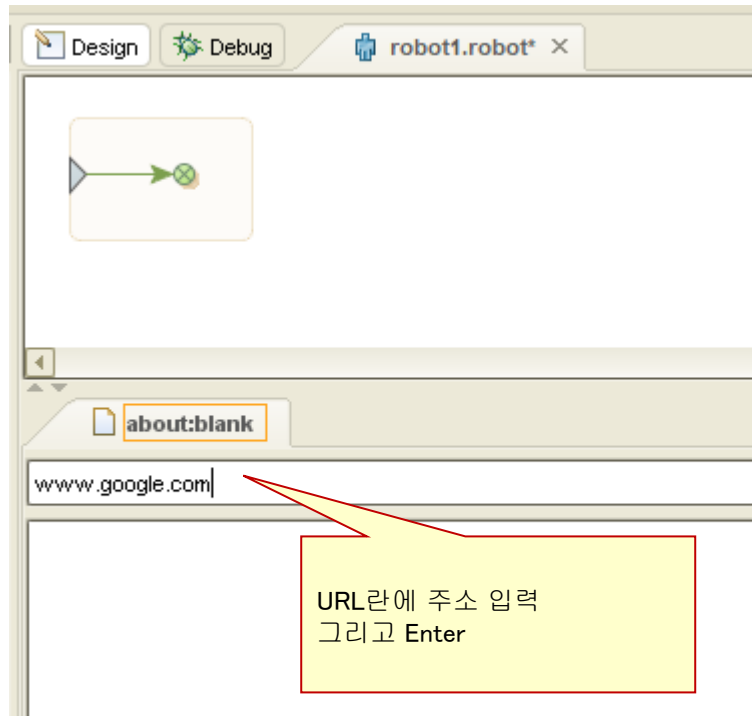 Design
Debug
robot1.robot*
about:blank
www.google.com
URL란에 주소 입력
그리고 Enter